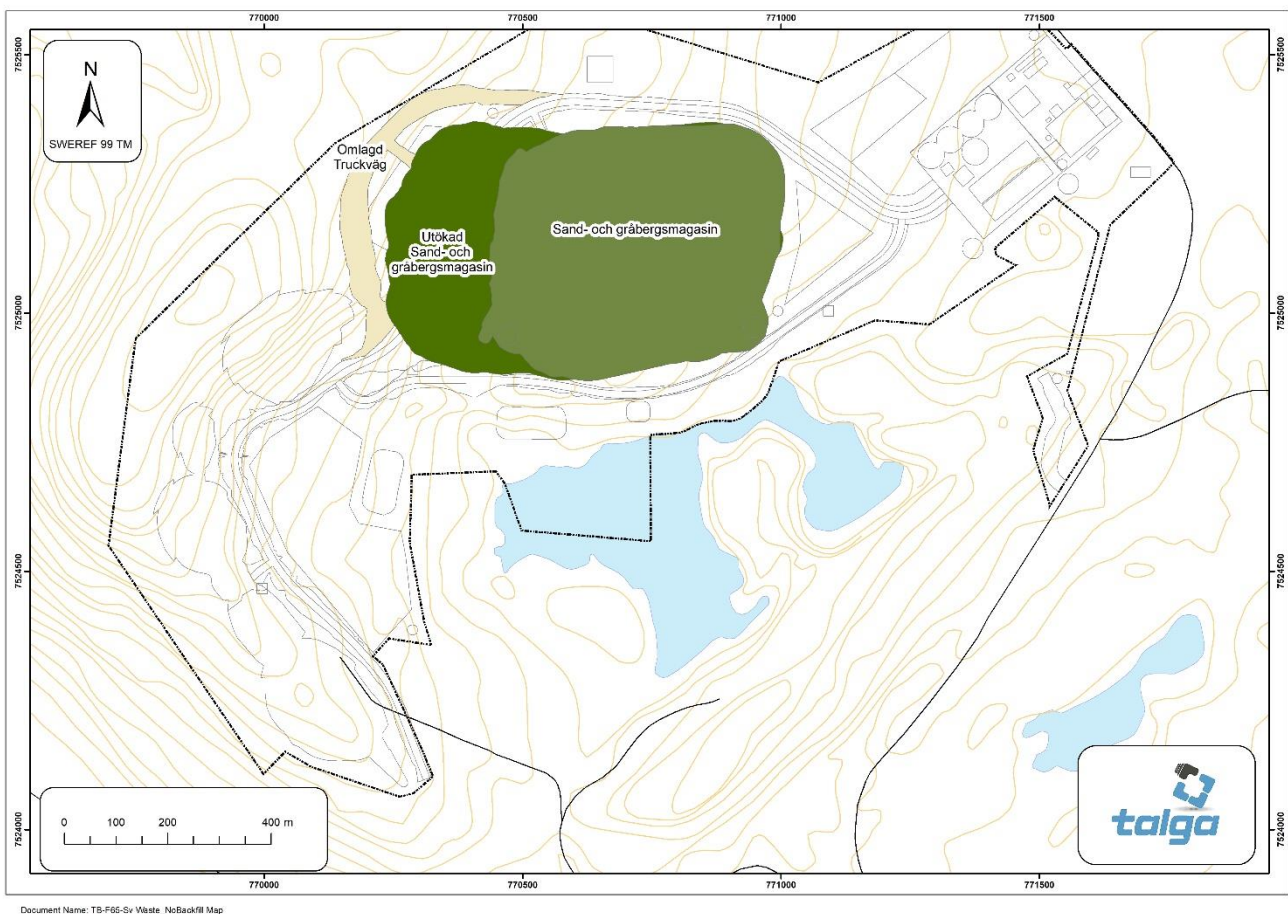 770000 770500 771000 771500
7525500 7525500
N
SWEREF 99 TM
Omlagd
Truckväg
Sand- och gråbergsmagasin
Utökad
Sand- och
gråbergsmagasin
7525000 7525000
7524500 7524500
0 100 200 400 m
talga
7524000 7524000
770000 770500 771000 771500
Document Name: TB-F65-Sv Waste_NoBackfill Map